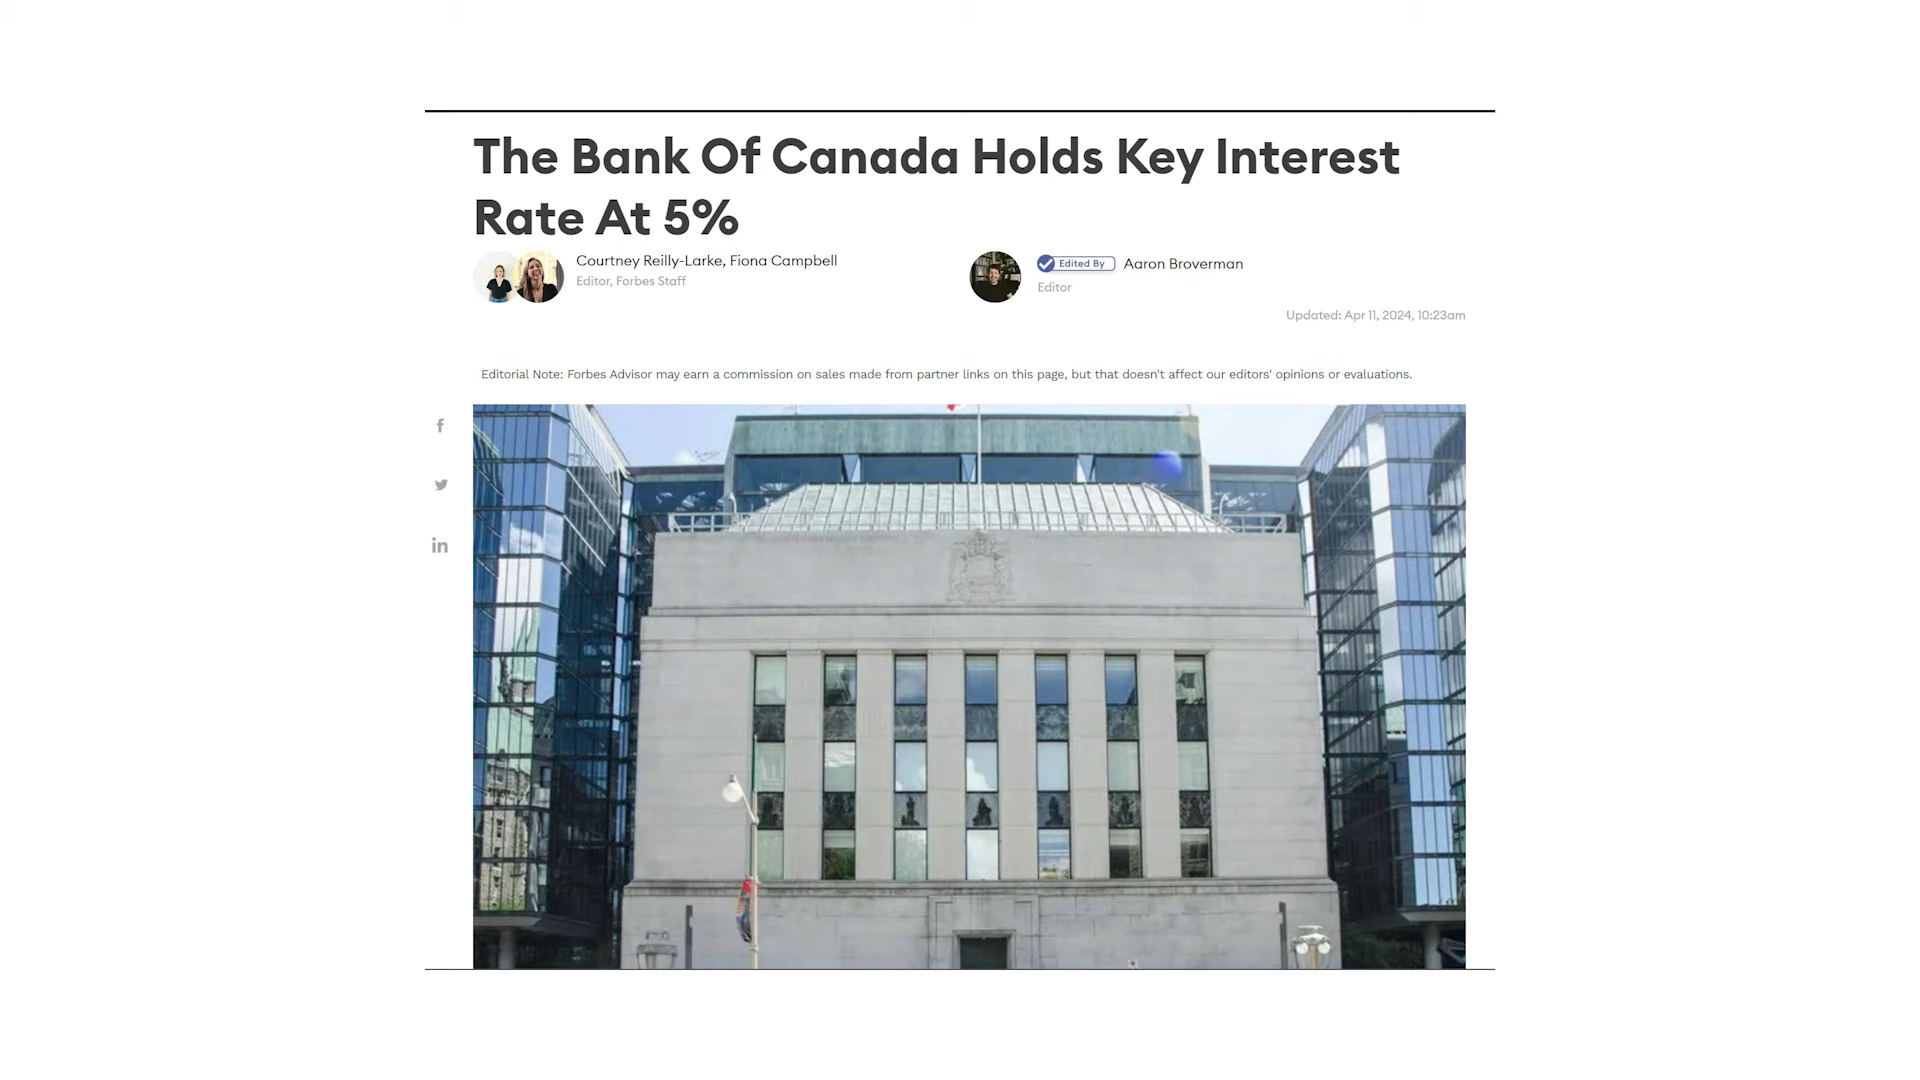 The Bank Of Canada Holds Key Interest
Rate At 5%
Courtney Reilly-Larke, Fiona Campbell
Editor, Forbes Staff
Edited By
Aaron Broverman
Editor
Updated: Apr 11, 2024, 10:23am
Editorial Note: Forbes Advisor may earn a commission on sales made from partner links on this page, but that doesn't affect our editors' opinions or evaluations.
f
in